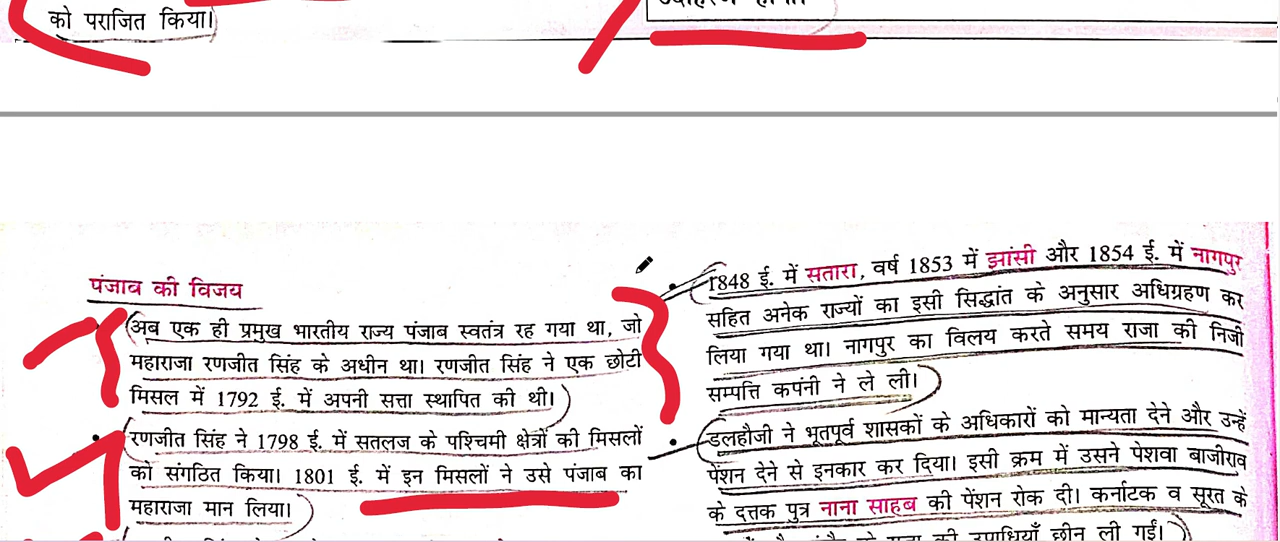 को पराजित किया।
पंजाब की विजय
अब एक ही प्रमुख भारतीय राज्य पंजाब स्वतंत्र रह गया था, जो
महाराजा रणजीत सिंह के अधीन था। रणजीत सिंह ने एक छोटी
मिसल में 1792 ई. में अपनी सत्ता स्थापित की थी।
• रणजीत सिंह ने 1798 ई. में सतलज के पश्चिमी क्षेत्रों की मिसलों
को संगठित किया। 1801 ई. में इन मिसलों ने उसे पंजाब का
महाराजा मान लिया।
• 1848 ई. में सतारा, वर्ष 1853 में झांसी और 1854 ई. में नागपुर
सहित अनेक राज्यों का इसी सिद्धांत के अनुसार अधिग्रहण कर
लिया गया था। नागपुर का विलय करते समय राजा की निजी
सम्पत्ति कपंनी ने ले ली।
• डलहौजी ने भूतपूर्व शासकों के अधिकारों को मान्यता देने और उन्हें
पेंशन देने से इनकार कर दिया। इसी क्रम में उसने पेशवा बाजीराव
के दत्तक पुत्र नाना साहब की पेंशन रोक दी। कर्नाटक व सूरत के
की उपाधियाँ छीन ली गईं।